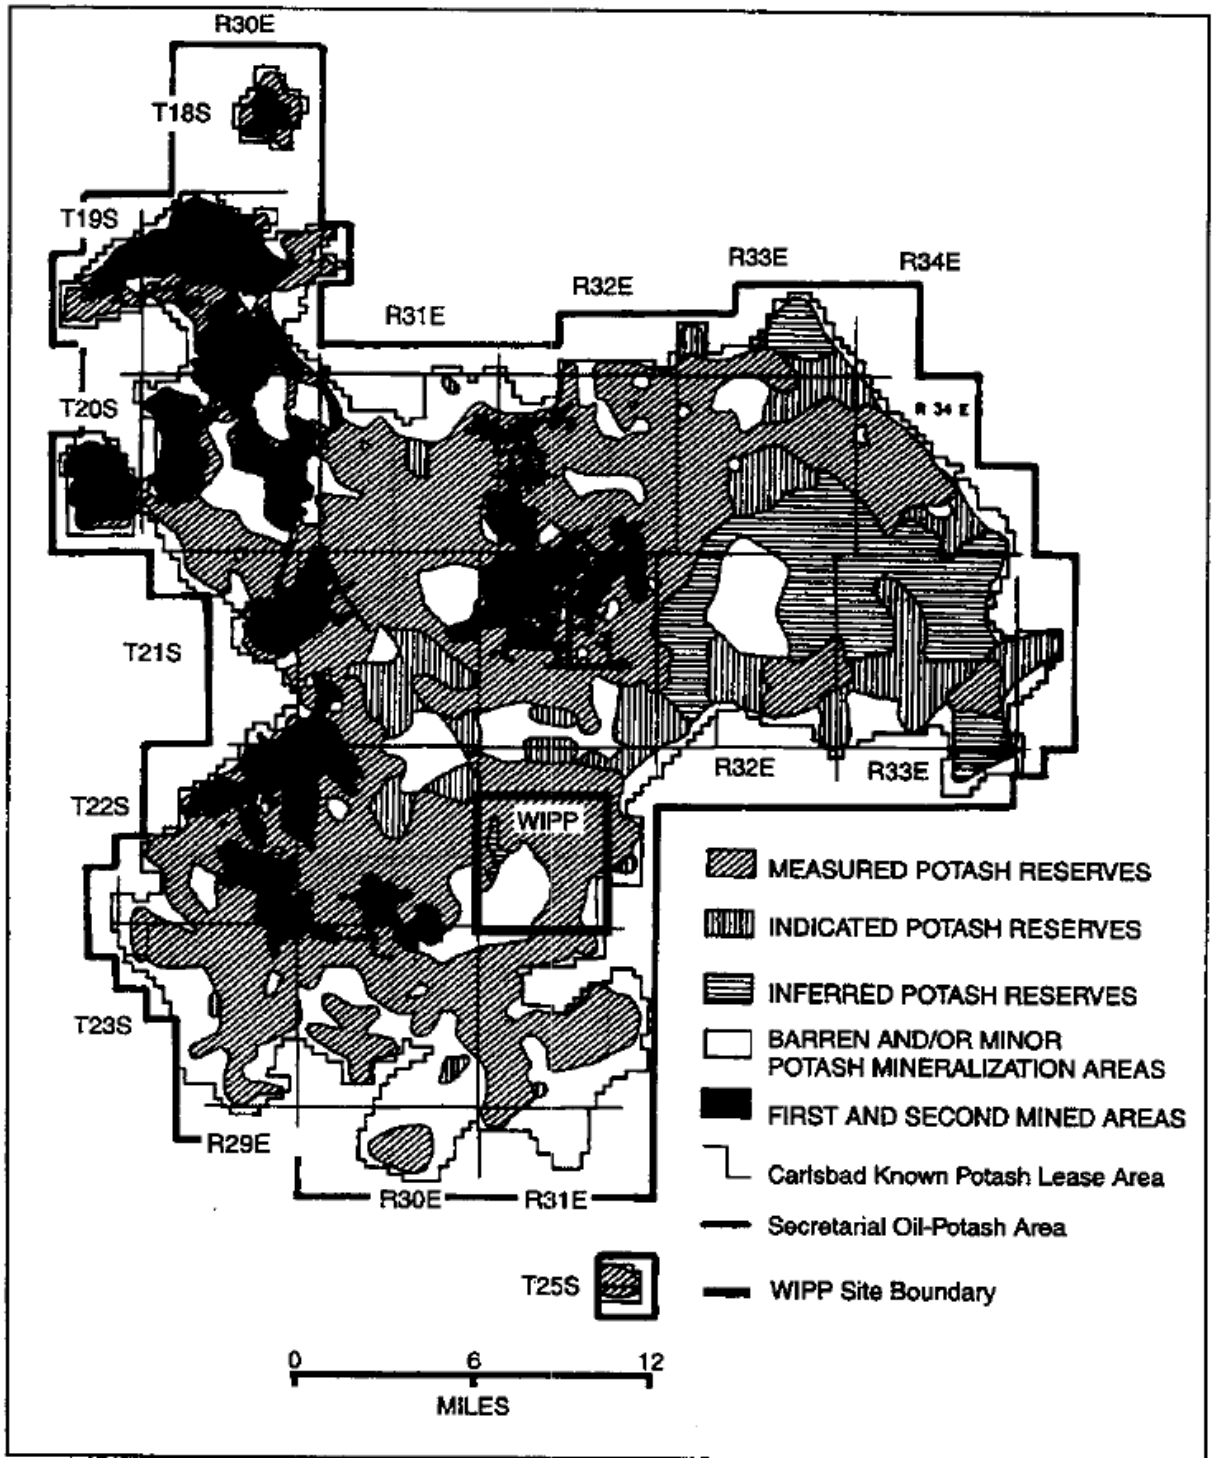 R30E
T18S
T19S
R33E
R34E
R32E
R31E
T20S
R 34 E
T21S
R32E
R33E
T22S
WIPP
MEASURED POTASH RESERVES
INDICATED POTASH RESERVES
INFERRED POTASH RESERVES
T23S
BARREN AND/OR MINOR
POTASH MINERALIZATION AREAS
FIRST AND SECOND MINED AREAS
R29E
Carlsbad Known Potash Lease Area
R30E
R31E
Secretarial Oil-Potash Area
T25S
WIPP Site Boundary
0 6 12
MILES